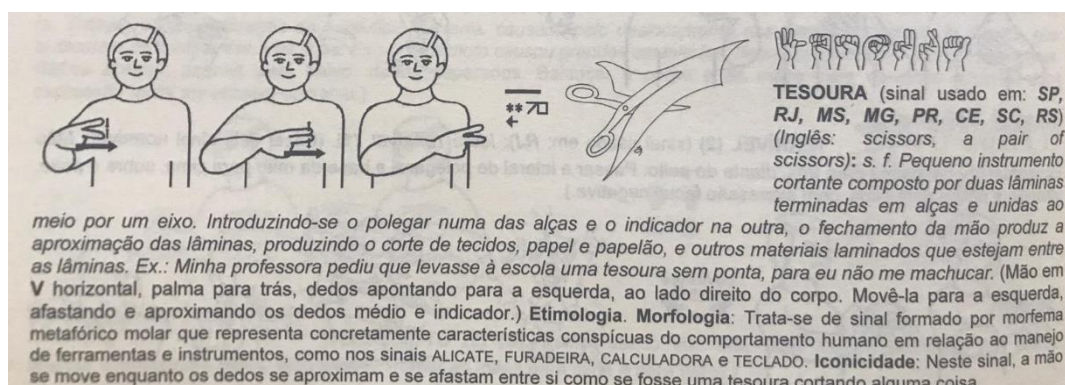 TESOURA (sinal usado em: SP,
RJ, MS, MG, PR, CE, SC, RS)
(Inglês: scissors, a pair of
scissors): s. f. Pequeno instrumento
cortante composto por duas lâminas
terminadas em alças e unidas ao
meio por um eixo. Introduzindo-se o polegar numa das alças e o indicador na outra, o fechamento da mão produz a
aproximação das lâminas, produzindo o corte de tecidos, papel e papelão, e outros materiais laminados que estejam entre
as lâminas. Ex.: Minha professora pediu que levasse à escola uma tesoura sem ponta, para eu não me machucar. (Mão em
V horizontal, palma para trás, dedos apontando para a esquerda, ao lado direito do corpo. Movê-la para a esquerda,
afastando e aproximando os dedos médio e indicador.) Etimologia. Morfologia: Trata-se de sinal formado por morfema
metafórico molar que representa concretamente características conspícuas do comportamento humano em relação ao manejo
de ferramentas e instrumentos, como nos sinais ALICATE, FURADEIRA, CALCULADORA e TECLADO. Iconicidade: Neste sinal, a mão
se move enquanto os dedos se aproximam e se afastam entre si como se fosse uma tesoura cortando alguma coisa